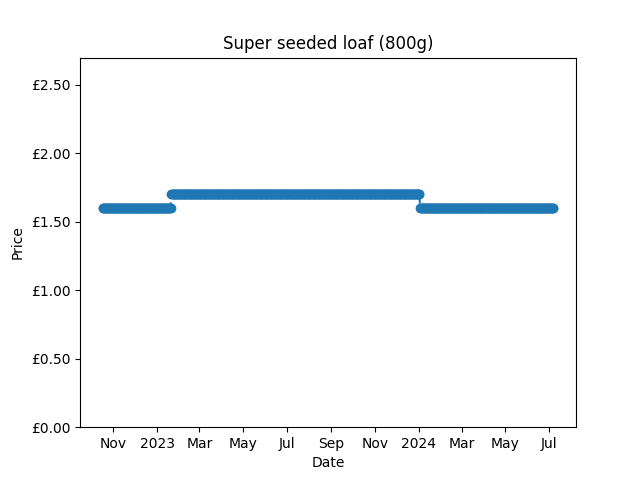 Super seeded loaf (800g)
£2.50
£2.00
£1.50
£1.00
£0.50
£0.00
Price
Nov 2023 Mar May Jul Sep Nov 2024 Mar May Jul
Date